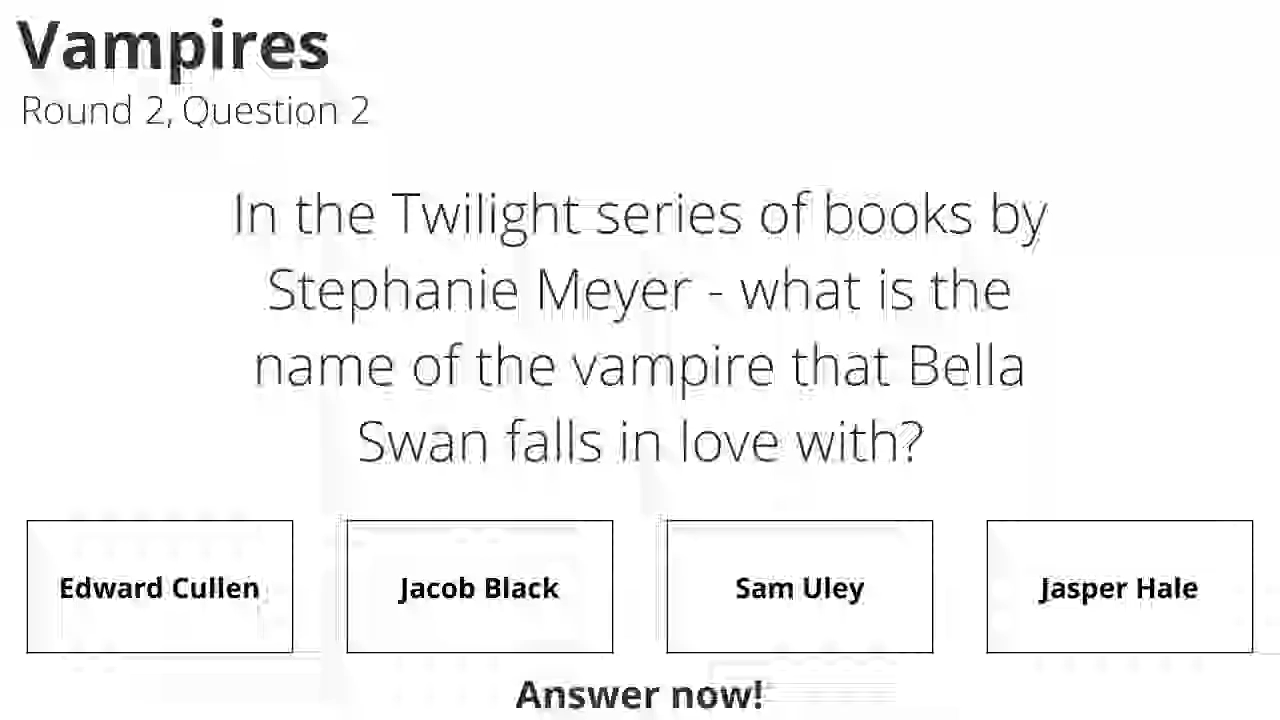 Vampires
Round 2, Question 2
In the Twilight series of books by
Stephanie Meyer - what is the
name of the vampire that Bella
Swan falls in love with?
Edward Cullen
Jacob Black
Sam Uley
Jasper Hale
Answer now!